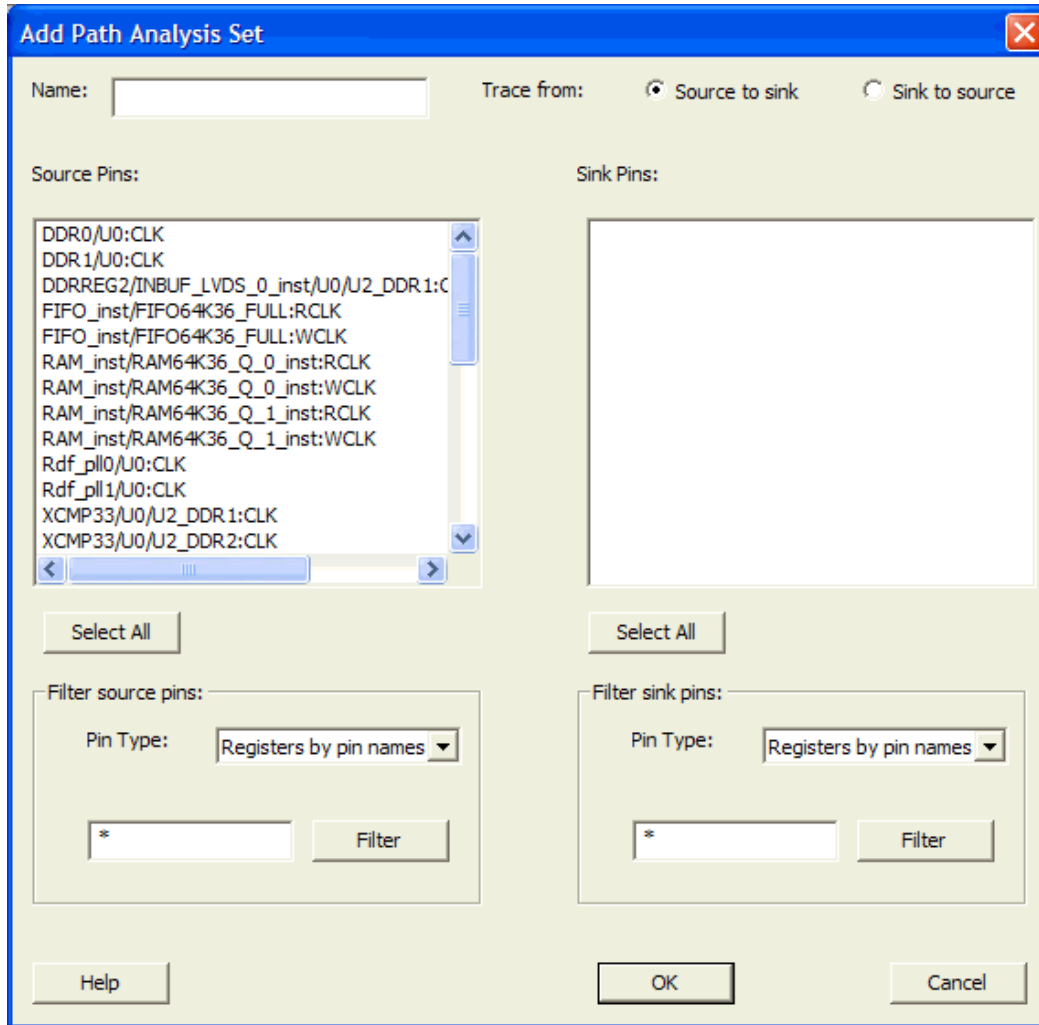 Add Path Analysis Set
Name:
Trace from:
Source to sink
Sink to source
Source Pins:
Sink Pins:
DDR0/U0:CLK
DDR1/U0:CLK
DDRREG2/INBUF_LVDS_0_inst/U0/U2_DDR1:C
FIFO_inst/FIFO64K36_FULL:RCLK
FIFO_inst/FIFO64K36_FULL:WCLK
RAM_inst/RAM64K36_Q_0_inst:RCLK
RAM_inst/RAM64K36_Q_0_inst:WCLK
RAM_inst/RAM64K36_Q_1_inst:RCLK
RAM_inst/RAM64K36_Q_1_inst:WCLK
Rdf_pll0/U0:CLK
Rdf_pll1/U0:CLK
XCMP33/U0/U2_DDR1:CLK
XCMP33/U0/U2_DDR2:CLK
Select All
Select All
Filter source pins:
Filter sink pins:
Pin Type:
Registers by pin names
Pin Type:
Registers by pin names
*
Filter
*
Filter
Help
OK
Cancel